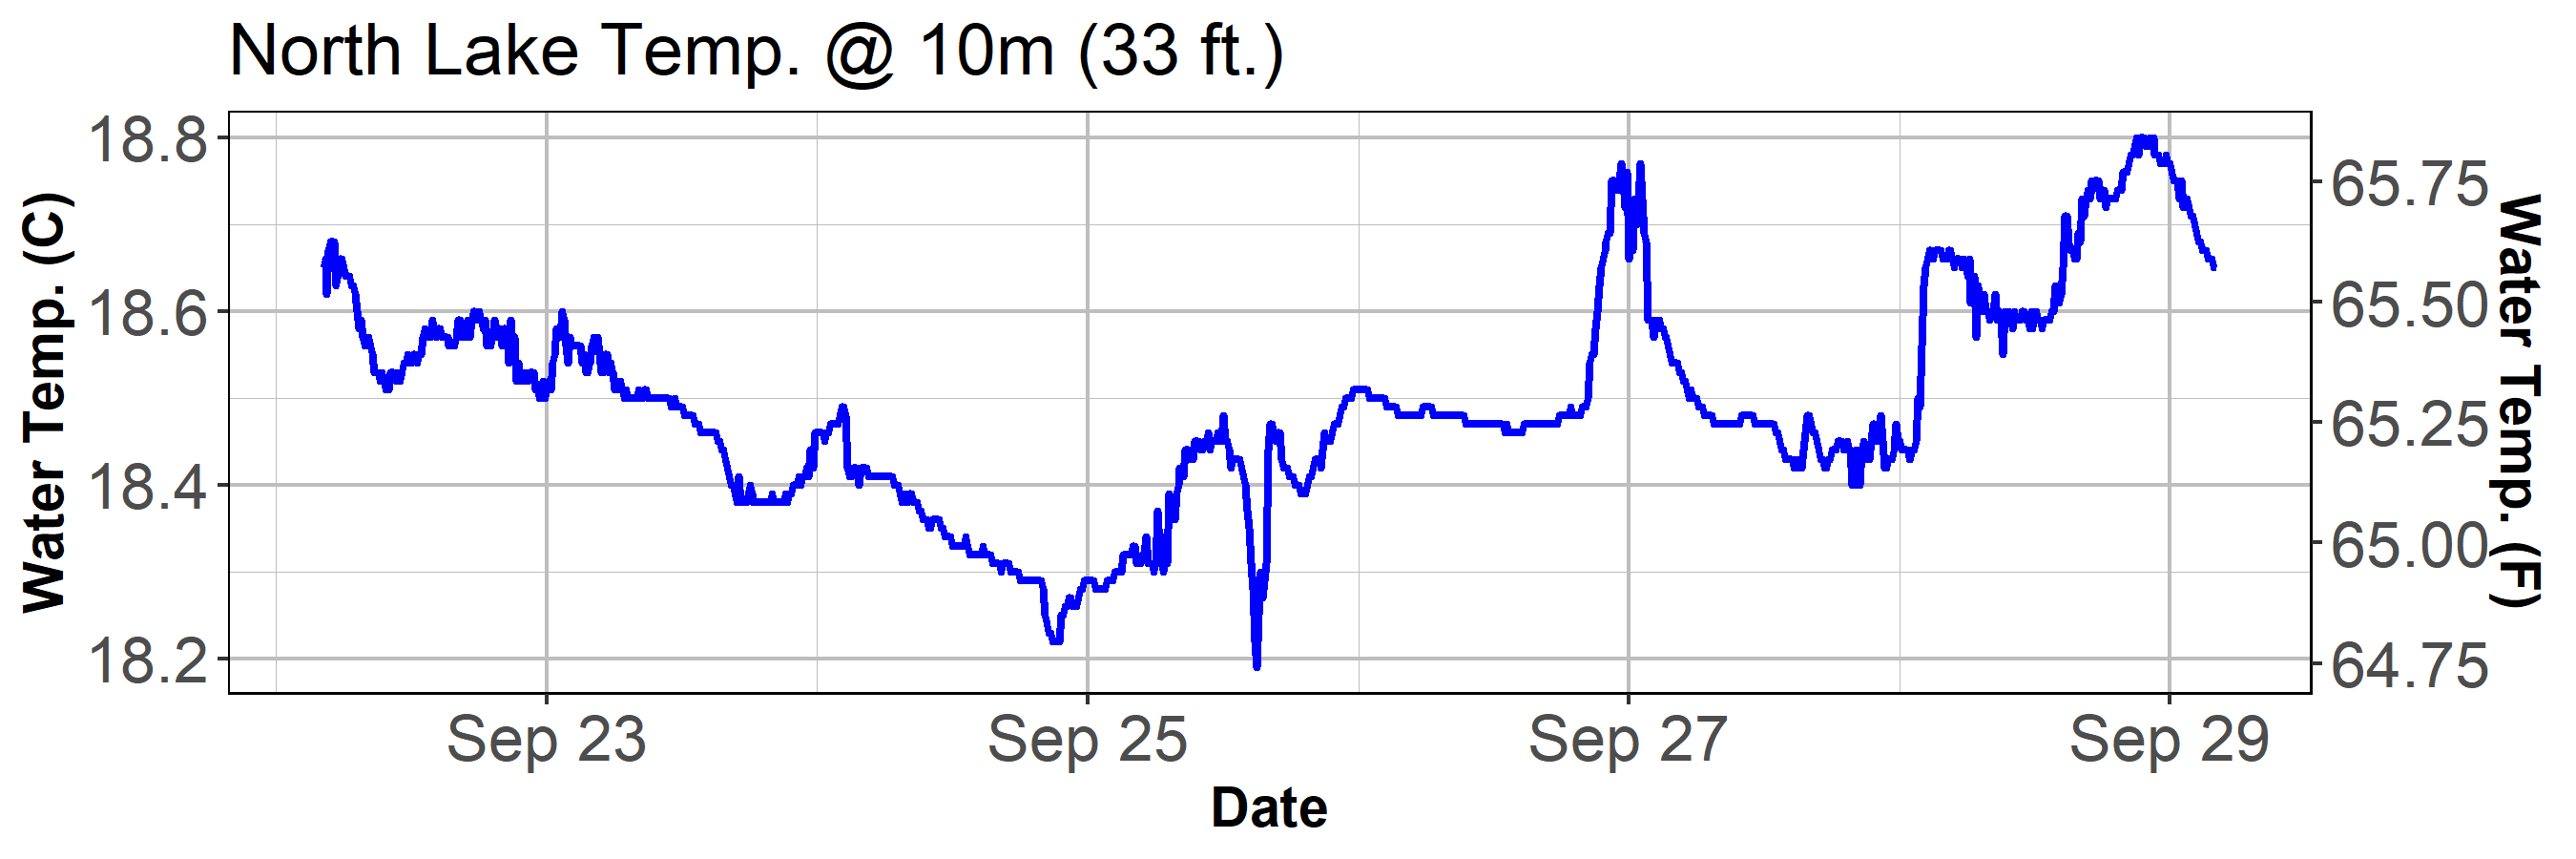 North Lake Temp. @ 10m (33 ft.)
Water Temp. (C)
18.8
18.6
18.4
18.2
65.75
65.50
65.25
65.00
64.75
Water Temp. (F)
Sep 23 Sep 25 Sep 27 Sep 29
Date